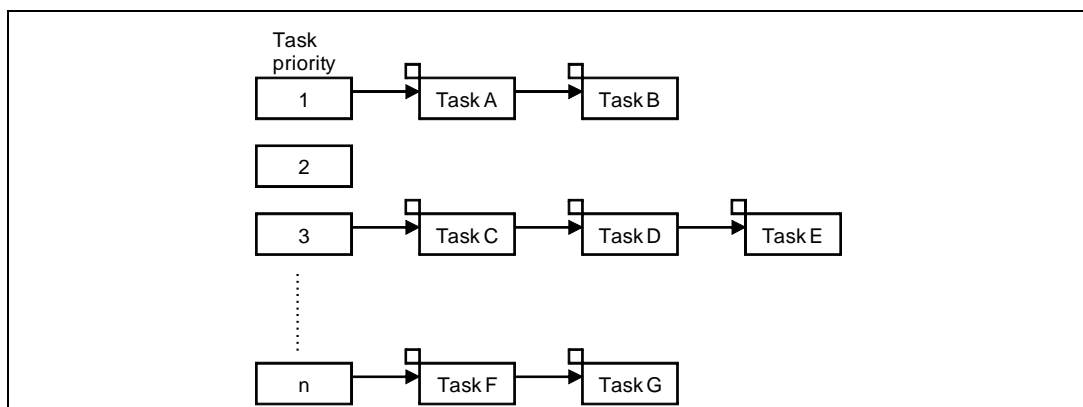 Task
priority
1 Task A Task B
2
3 Task C Task D Task E
n Task F Task G